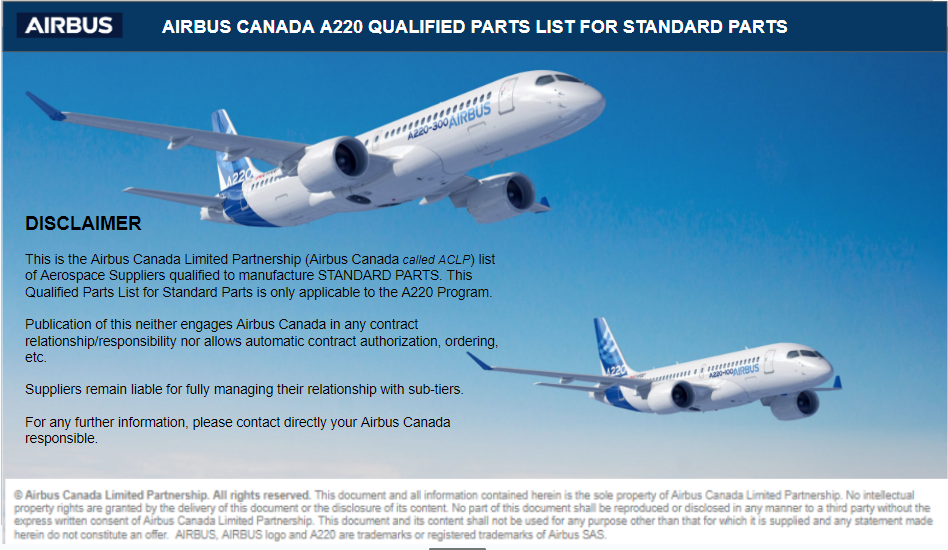 AIRBUS
AIRBUS CANADA A220 QUALIFIED PARTS LIST FOR STANDARD PARTS
A220-300 AIRBUS
A220
DISCLAIMER
This is the Airbus Canada Limited Partnership (Airbus Canada called ACLP) list
of Aerospace Suppliers qualified to manufacture STANDARD PARTS. This
Qualified Parts List for Standard Parts is only applicable to the A220 Program.
Publication of this neither engages Airbus Canada in any contract
relationship/responsibility nor allows automatic contract authorization, ordering,
etc.
A220-100 AIRBUS
A220
Suppliers remain liable for fully managing their relationship with sub-tiers.
For any further information, please contact directly your Airbus Canada
responsible.
© Airbus Canada Limited Partnership. All rights reserved. This document and all information contained herein is the sole property of Airbus Canada Limited Partnership. No intellectual
property rights are granted by the delivery of this document or the disclosure of its content. No part of this document shall be reproduced or disclosed in any manner to a third party without the
express written consent of Airbus Canada Limited Partnership. This document and its content shall not be used for any purpose other than that for which it is supplied and any statement made
herein do not constitute an offer. AIRBUS, AIRBUS logo and A220 are trademarks or registered trademarks of Airbus SAS.